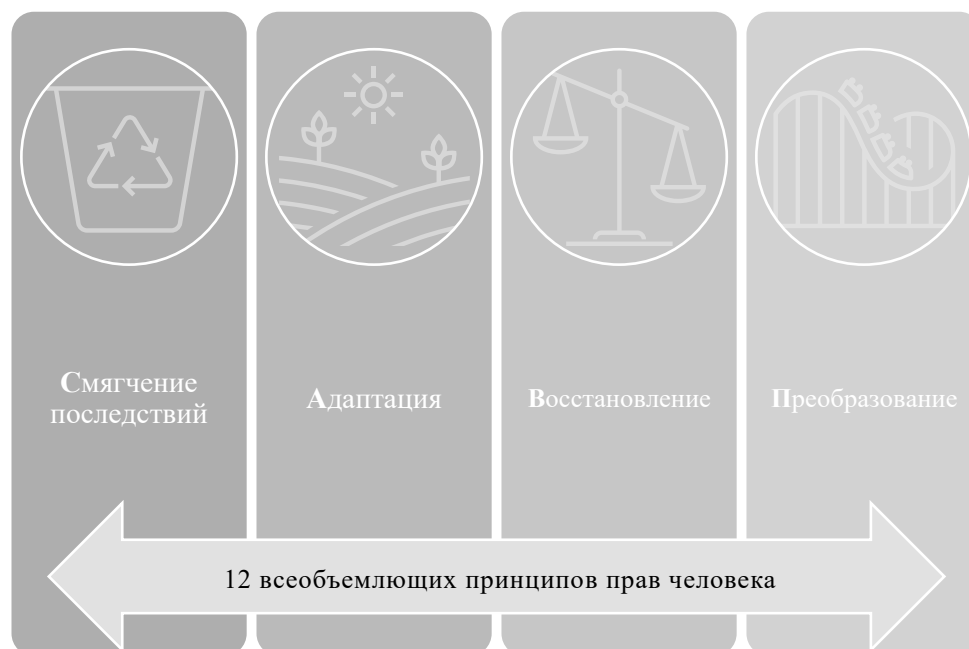 Смягчение
последствий
Адаптация
Восстановление
Преобразование
12 всеобъемлющих принципов прав человека